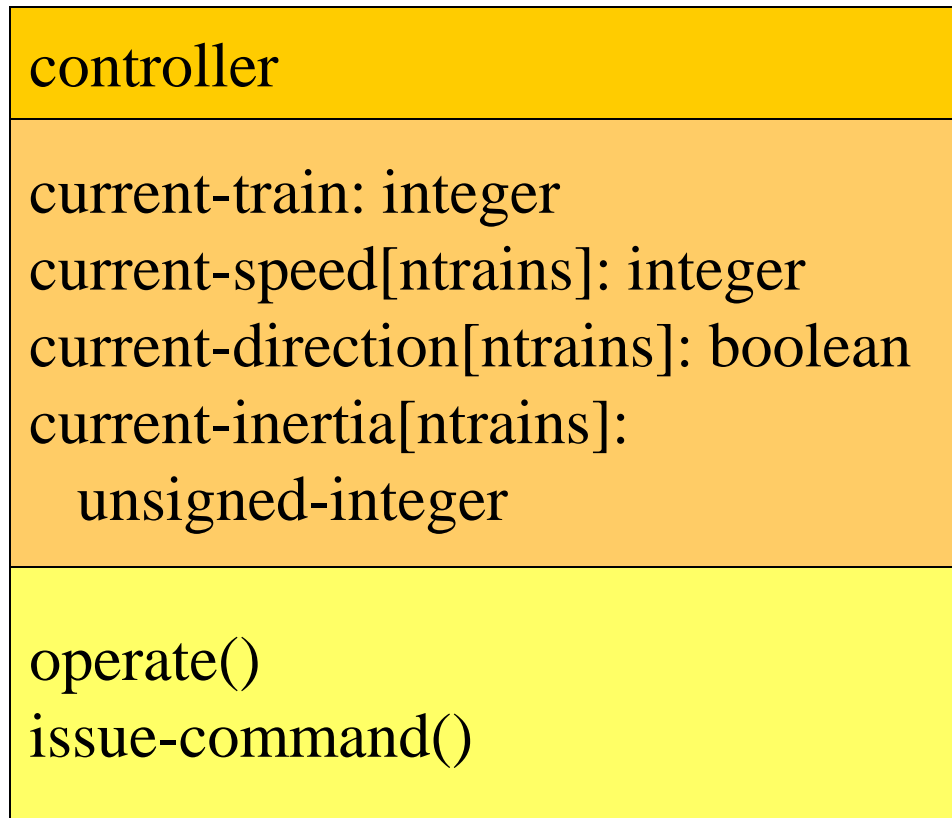 controller
current-train: integer
current-speed[ntrains]: integer
current-direction[ntrains]: boolean
current-inertia[ntrains]:
unsigned-integer
operate()
issue-command()